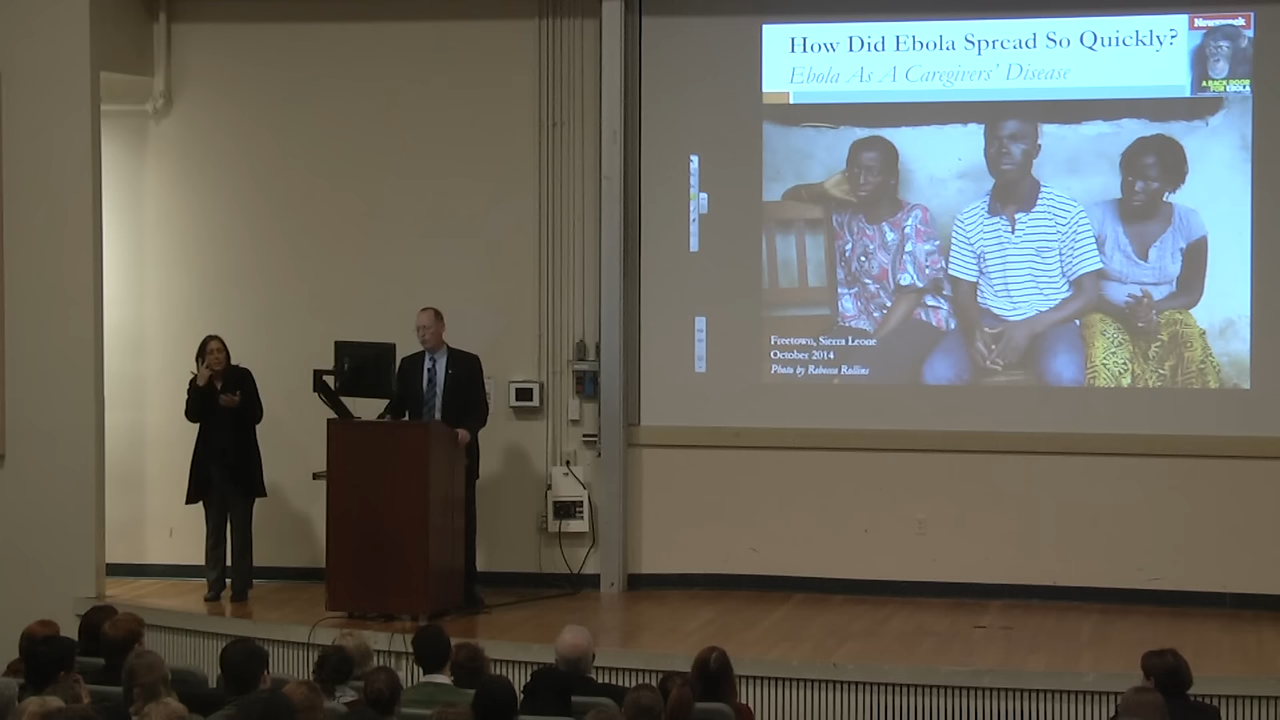 How Did Ebola Spread So Quickly?
Ebola As A Caregivers' Disease
Newsweek
A BACK DOOR
FOR EBOLA
Freetown, Sierra Leone
October 2014
Photo by Rebecca Rollins